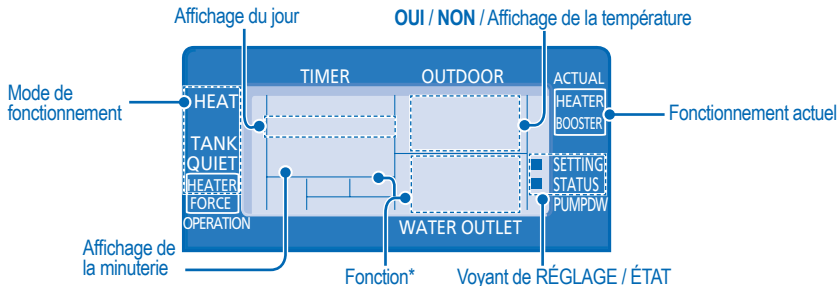 Affichage du jour
OUI / NON / Affichage de la température
Mode de
fonctionnement
TIMER
OUTDOOR
ACTUAL
HEAT
HEATER
BOOSTER
Fonctionnement actuel
TANK
QUIET
HEATER
FORCE
OPERATION
SETTING
STATUS
PUMPDW
WATER OUTLET
Affichage de
la minuterie
Fonction*
Voyant de RÉGLAGE / ÉTAT